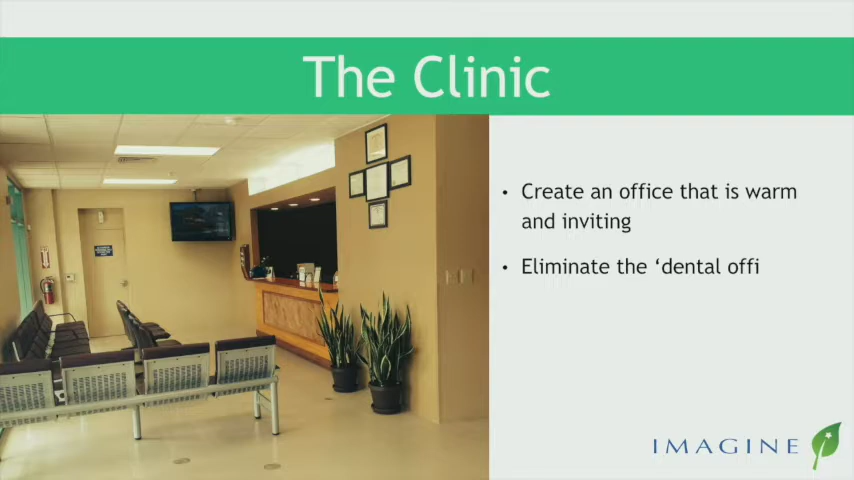 The Clinic
• Create an office that is warm
and inviting
• Eliminate the ‘dental offi
IMAGINE